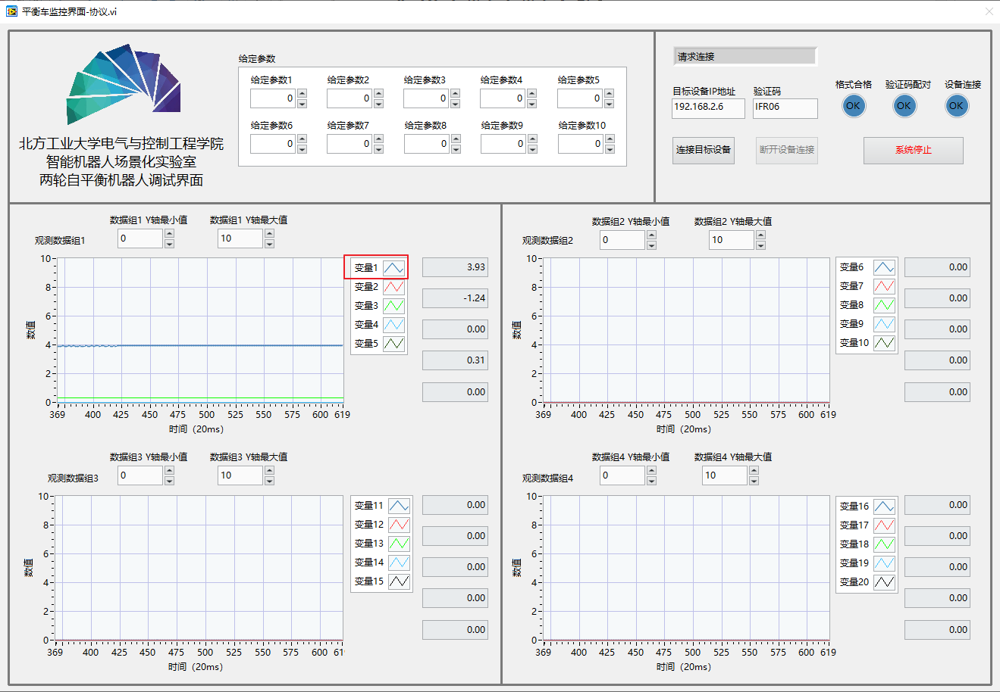 平衡车监控界面-协议.vi
北方工业大学电气与控制工程学院
智能机器人场景化实验室
两轮自平衡机器人调试界面
给定参数
给定参数1 给定参数2 给定参数3 给定参数4 给定参数5
0 0 0 0 0
给定参数6 给定参数7 给定参数8 给定参数9 给定参数10
0 0 0 0 0
请求连接
目标设备IP地址 验证码
192.168.2.6 IFR06
格式合格 验证码配对 设备连接
OK OK OK
连接目标设备 断开设备连接 系统停止
数据组1 Y轴最小值 数据组1 Y轴最大值
观测数据组1 0 10
变量1 3.93
变量2 -1.24
变量3 0.00
变量4 0.31
变量5 0.00
数值
10
8
6
4
2
0
369 400 425 450 475 500 525 550 575 600 619
时间（20ms）
数据组2 Y轴最小值 数据组2 Y轴最大值
观测数据组2 0 10
变量6 0.00
变量7 0.00
变量8 0.00
变量9 0.00
变量10 0.00
数值
10
8
6
4
2
0
369 400 425 450 475 500 525 550 575 600 619
时间（20ms）
数据组3 Y轴最小值 数据组3 Y轴最大值
观测数据组3 0 10
变量11 0.00
变量12 0.00
变量13 0.00
变量14 0.00
变量15 0.00
数值
10
8
6
4
2
0
369 400 425 450 475 500 525 550 575 600 61
时间（20ms）
数据组4 Y轴最小值 数据组4 Y轴最大值
观测数据组4 0 10
变量16 0.00
变量17 0.00
变量18 0.00
变量19 0.00
变量20 0.00
数值
10
8
6
4
2
0
369 400 425 450 475 500 525 550 575 600 619
时间（20ms）